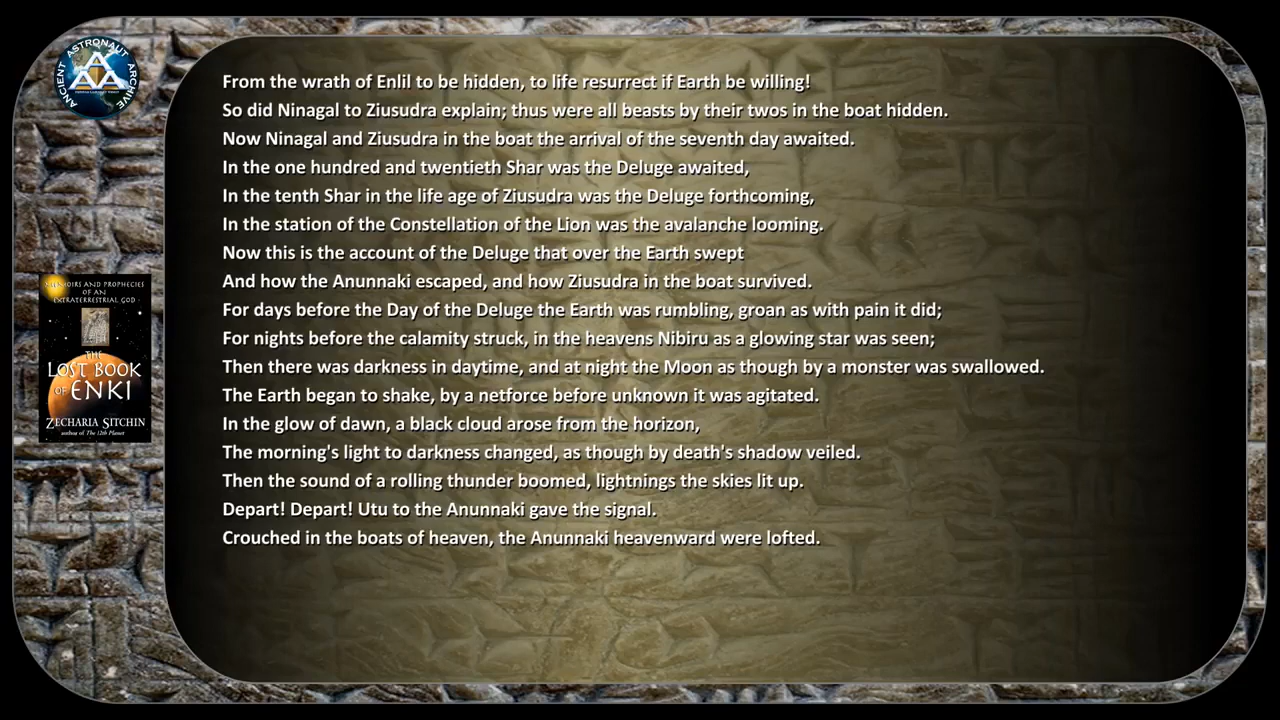 ANCIENT ASTRONAUT ARCHIVE
From the wrath of Enlil to be hidden, to life resurrect if Earth be willing!
So did Ninagal to Ziusudra explain; thus were all beasts by their twos in the boat hidden.
Now Ninagal and Ziusudra in the boat the arrival of the seventh day awaited.
In the one hundred and twentieth Shar was the Deluge awaited,
In the tenth Shar in the life age of Ziusudra was the Deluge forthcoming,
In the station of the Constellation of the Lion was the avalanche looming.
Now this is the account of the Deluge that over the Earth swept
And how the Anunnaki escaped, and how Ziusudra in the boat survived.
For days before the Day of the Deluge the Earth was rumbling, groan as with pain it did;
For nights before the calamity struck, in the heavens Nibiru as a glowing star was seen;
Then there was darkness in daytime, and at night the Moon as though by a monster was swallowed.
The Earth began to shake, by a netforce before unknown it was agitated.
In the glow of dawn, a black cloud arose from the horizon,
The morning's light to darkness changed, as though by death's shadow veiled.
Then the sound of a rolling thunder boomed, lightnings the skies lit up.
Depart! Depart! Utu to the Anunnaki gave the signal.
Crouched in the boats of heaven, the Anunnaki heavenward were lofted.
MEMOIRS AND PROPHECIES
OF AN
EXTRATERRESTRIAL GOD
THE
LOST BOOK
OF ENKI
ZECHARIA SITCHIN
author of The 12th Planet